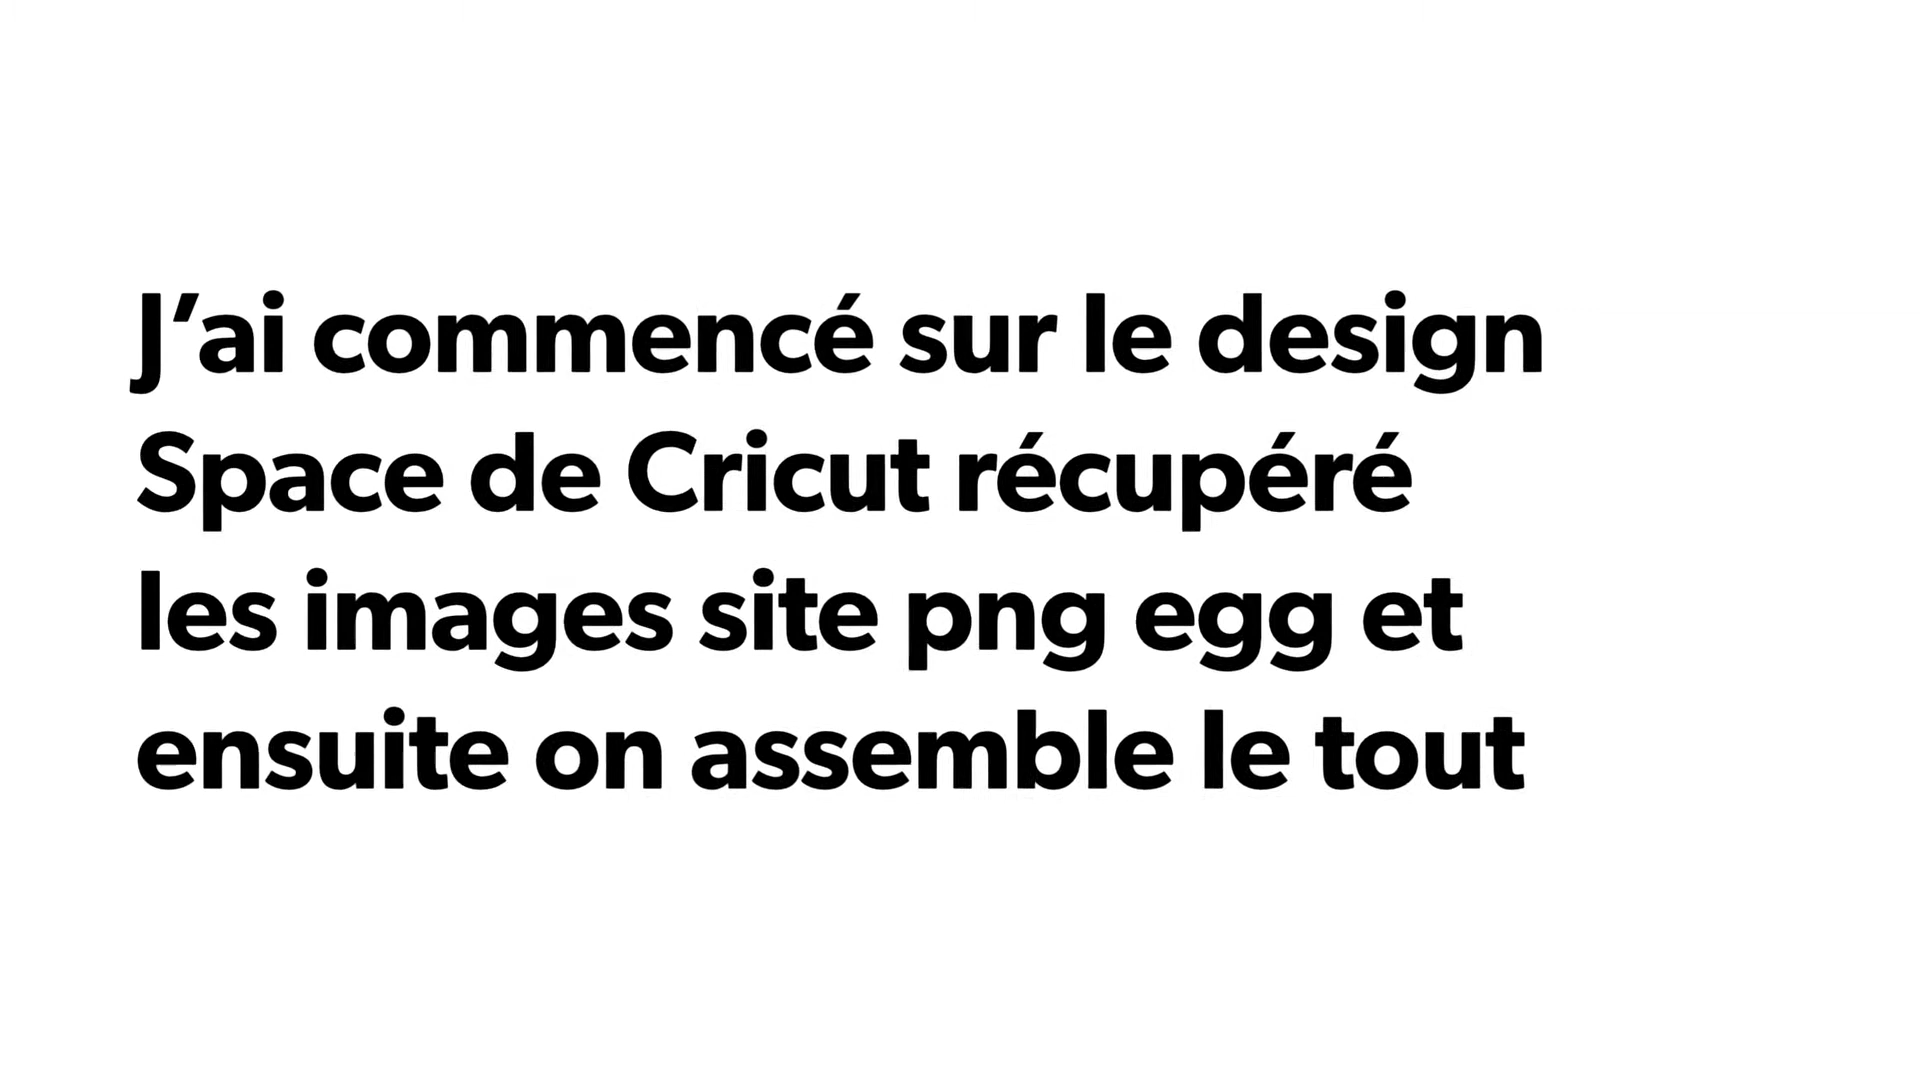 J’ai commencé sur le design
Space de Cricut récupéré
les images site png egg et
ensuite on assemble le tout